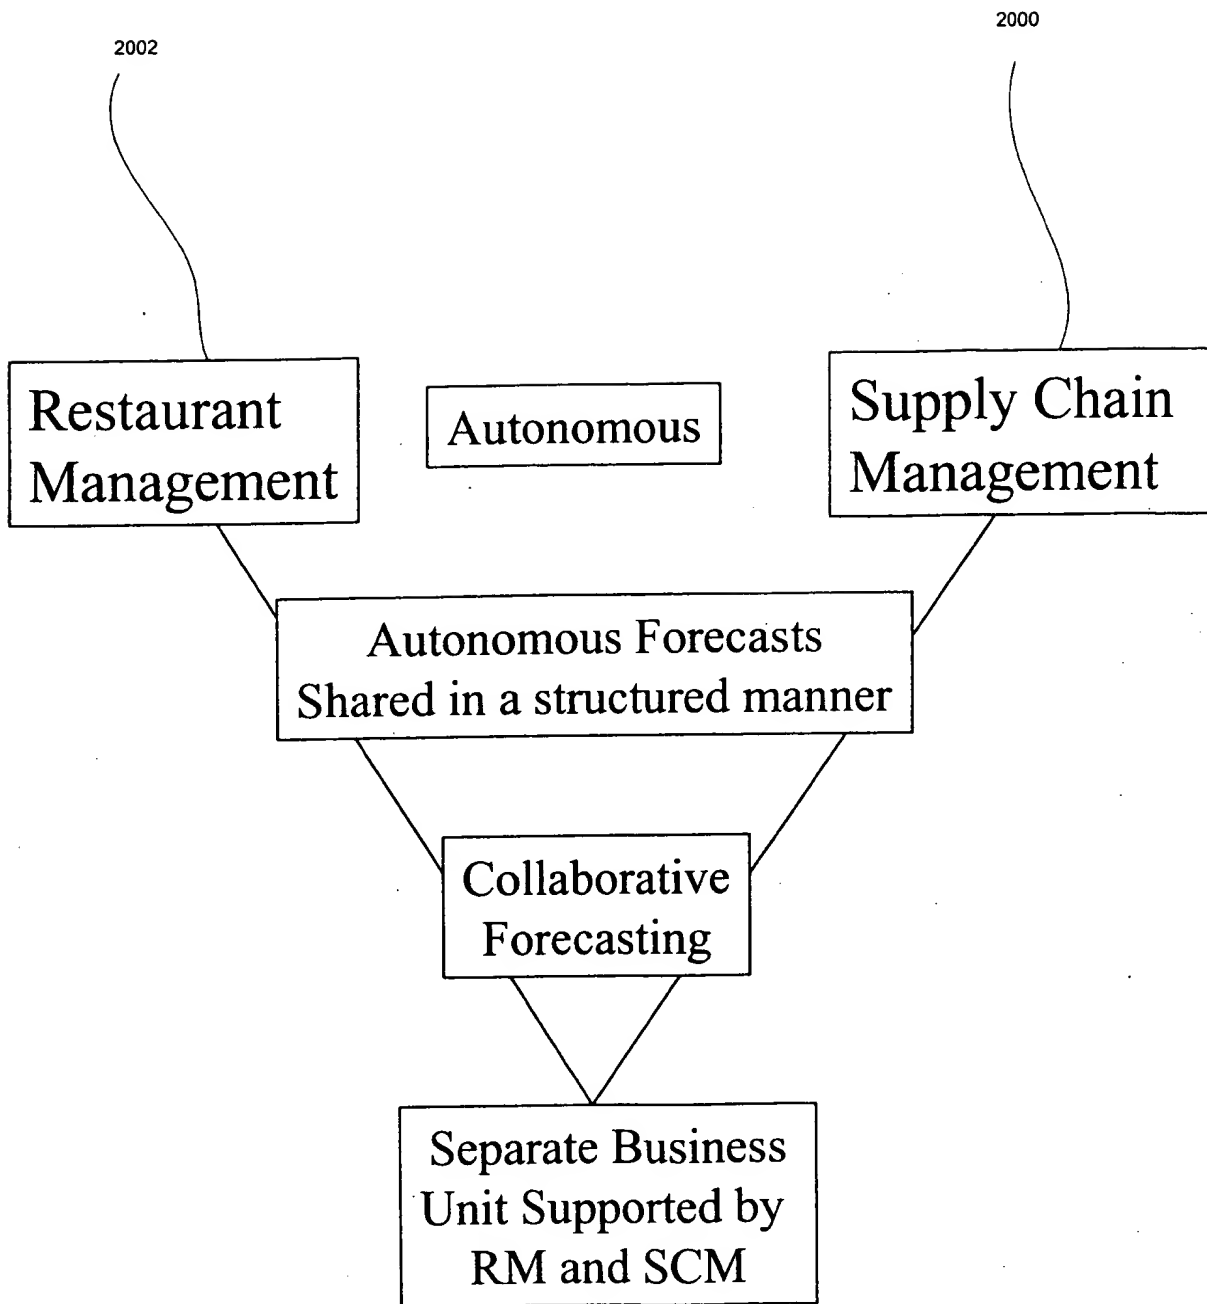 2002
2000
Restaurant
Management
Autonomous
Supply Chain
Management
Autonomous Forecasts
Shared in a structured manner
Collaborative
Forecasting
Separate Business
Unit Supported by
RM and SCM